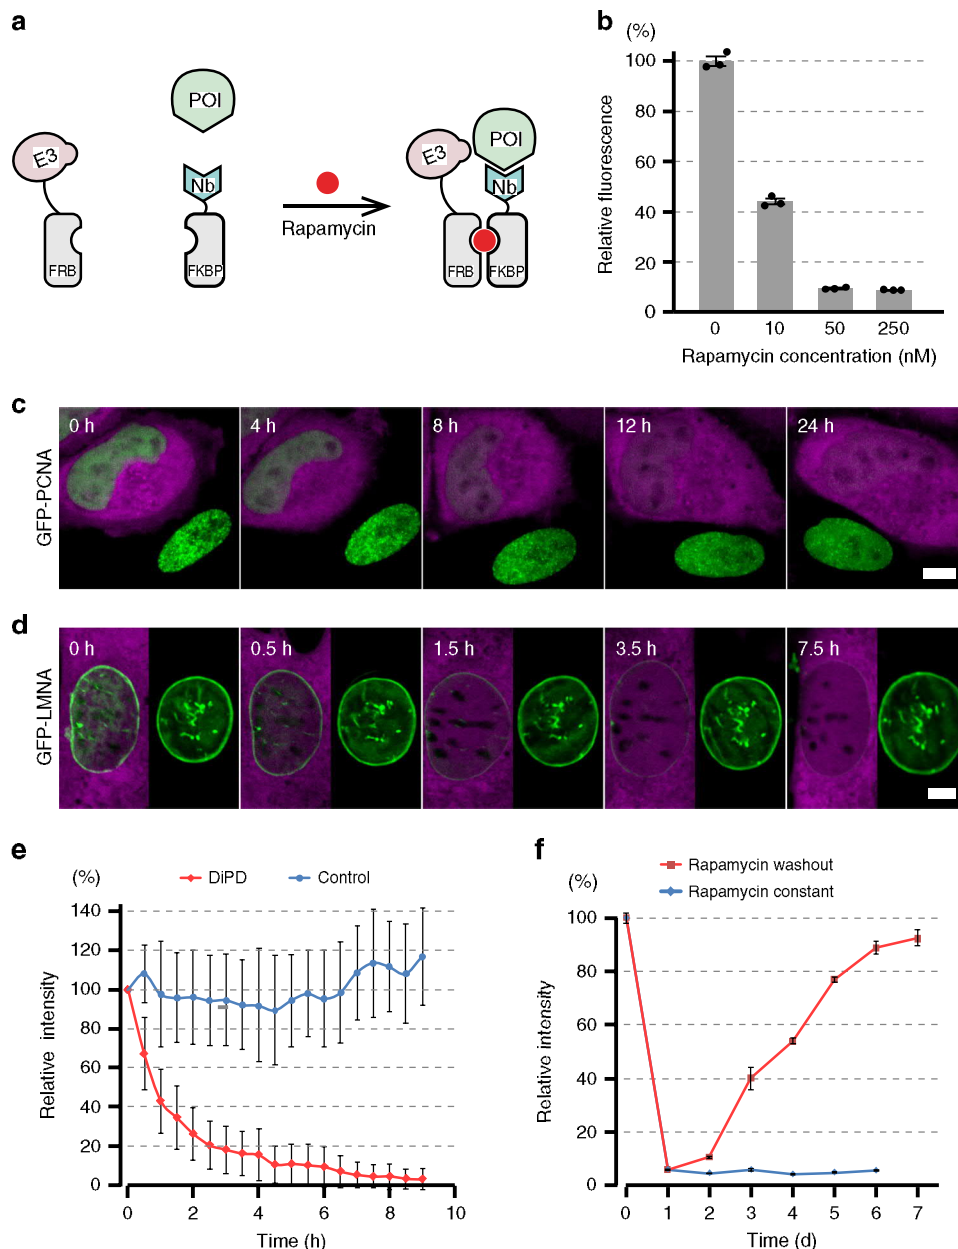 a
POI
E3
Nb
FRB
FKBP
Rapamycin
E3
POI
Nb
FRB
FKBP
b
(%)
Relative fluorescence
100
80
60
40
20
0
0 10 50 250
Rapamycin concentration (nM)
c
GFP-PCNA
0 h
4 h
8 h
12 h
24 h
d
GFP-LMNA
0 h
0.5 h
1.5 h
3.5 h
7.5 h
e
(%)
DiPD
Control
Relative intensity
140
120
100
80
60
40
20
0
0 2 4 6 8 10
Time (h)
f
Rapamycin washout
Rapamycin constant
(%)
Relative intensity
100
80
60
40
20
0
0 1 2 3 4 5 6 7
Time (d)